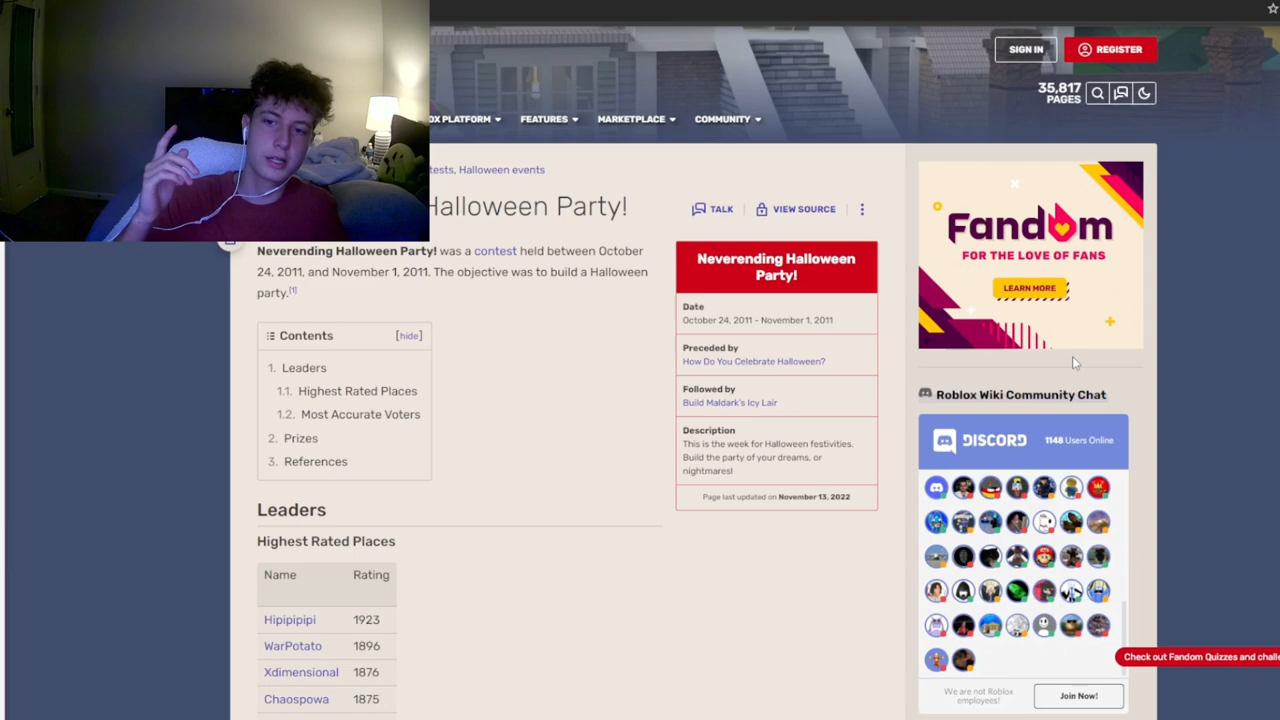 SIGN IN
REGISTER
35,817
PAGES
OX PLATFORM
FEATURES
MARKETPLACE
COMMUNITY
tests, Halloween events
Halloween Party!
TALK
VIEW SOURCE
Neverending Halloween Party! was a contest held between October
24, 2011, and November 1, 2011. The objective was to build a Halloween
party.[1]
Contents [hide]
1. Leaders
1.1. Highest Rated Places
1.2. Most Accurate Voters
2. Prizes
3. References
Leaders
Highest Rated Places
Name Rating
Hipipipipi 1923
WarPotato 1896
Xdimensional 1876
Chaospowa 1875
Neverending Halloween
Party!
Date
October 24, 2011 - November 1, 2011
Preceded by
How Do You Celebrate Halloween?
Followed by
Build Maldark's Icy Lair
Description
This is the week for Halloween festivities.
Build the party of your dreams, or
nightmares!
Page last updated on November 13, 2022
Fandom
FOR THE LOVE OF FANS
LEARN MORE
Roblox Wiki Community Chat
DISCORD 1148 Users Online
We are not Roblox
employees!
Join Now!
Check out Fandom Quizzes and challe